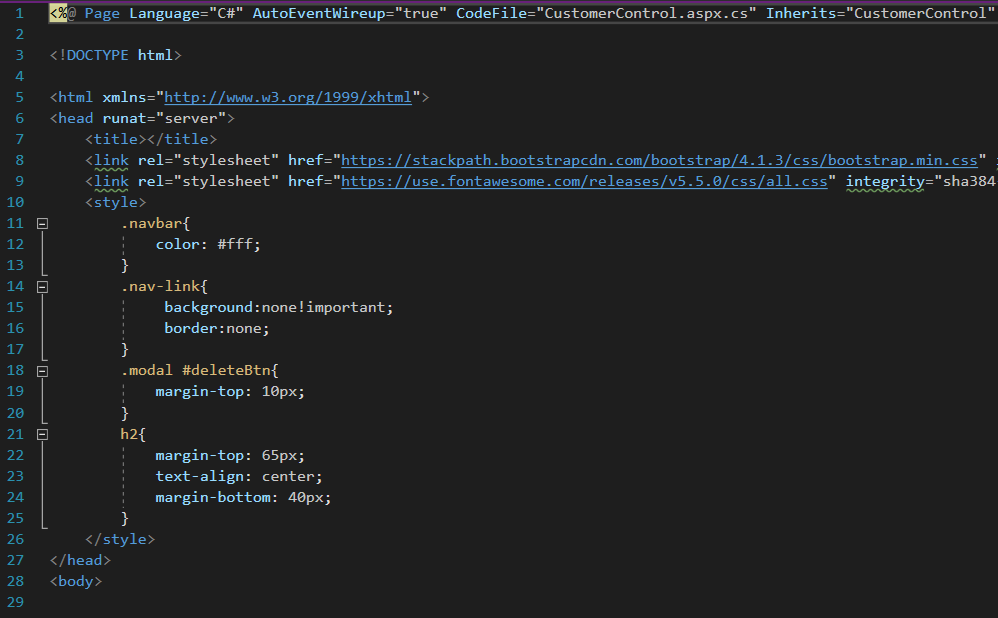 1 <%@ Page Language="C#" AutoEventWireup="true" CodeFile="CustomerControl.aspx.cs" Inherits="CustomerControl"
2
3 <!DOCTYPE html>
4
5 <html xmlns="http://www.w3.org/1999/xhtml">
6 <head runat="server">
7     <title></title>
8     <link rel="stylesheet" href="https://stackpath.bootstrapcdn.com/bootstrap/4.1.3/css/bootstrap.min.css"
9     <link rel="stylesheet" href="https://use.fontawesome.com/releases/v5.5.0/css/all.css" integrity="sha384
10     <style>
11         .navbar{
12             color: #fff;
13         }
14         .nav-link{
15              background:none!important;
16              border:none;
17         }
18         .modal #deleteBtn{
19             margin-top: 10px;
20         }
21         h2{
22             margin-top: 65px;
23             text-align: center;
24             margin-bottom: 40px;
25         }
26     </style>
27 </head>
28 <body>
29